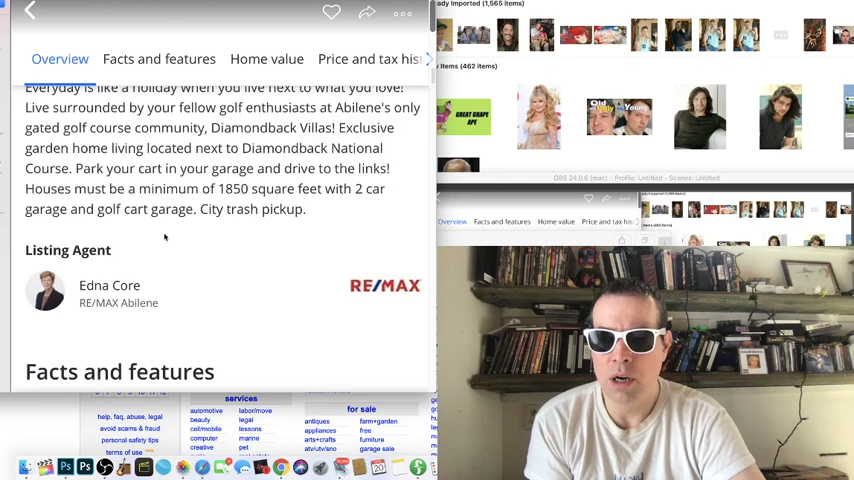 Overview Facts and features Home value Price and tax his
Everyday is like a holiday when you live next to what you love!
Live surrounded by your fellow golf enthusiasts at Abilene's only
gated golf course community, Diamondback Villas! Exclusive
garden home living located next to Diamondback National
Course. Park your cart in your garage and drive to the links!
Houses must be a minimum of 1850 square feet with 2 car
garage and golf cart garage. City trash pickup.
Listing Agent
Edna Core
RE/MAX Abilene
RE/MAX
Facts and features
help, faq, abuse, legal
avoid scams & fraud
personal safety tips
terms of use
services
automotive labor/move
beauty legal
cell/mobile lessons
computer marine
creative pet
for sale
antiques farm+garden
appliances free
arts+crafts furniture
atv/utv/sno garage sale
20
ady Imported (1,565 items)
y Items (462 items)
GREAT GRAPE
APE
Old and
Ugly vs Young
OBS 24.0.6 (mac) - Profile: Untitled - Scenes: Untitled
Overview Facts and features Home value Price and tax his